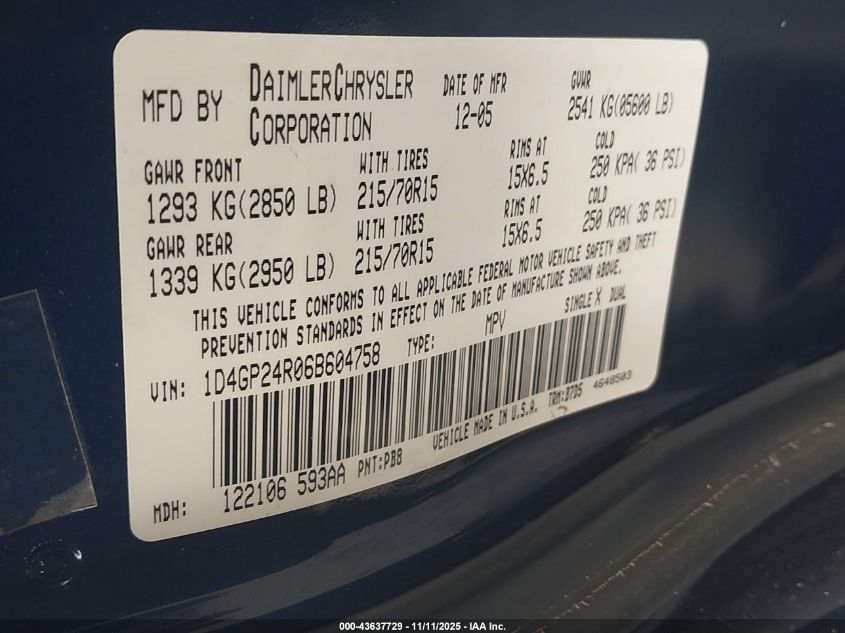 MFD BY DAIMLERCHRYSLER CORPORATION DATE OF MFR 12-05 GVWR 2541 KG(05600 LB)
GAWR FRONT WITH TIRES RIMS AT COLD
1293 KG(2850 LB) 215/70R15 15X6.5 250 KPA( 36 PSI)
GAWR REAR WITH TIRES RIMS AT COLD
1339 KG(2950 LB) 215/70R15 15X6.5 250 KPA( 36 PSI)
THIS VEHICLE CONFORMS TO ALL APPLICABLE FEDERAL MOTOR VEHICLE SAFETY AND THEFT
PREVENTION STANDARDS IN EFFECT ON THE DATE OF MANUFACTURE SHOWN ABOVE.
VIN: 1D4GP24R06B604758 TYPE: MPV SINGLE X DUAL
MDH: 122106 593AA PNT:PB8 VEHICLE MADE IN U.S.A. TRM:B7D5 4648503
000-43637729 - 11/11/2025 - IAA Inc.